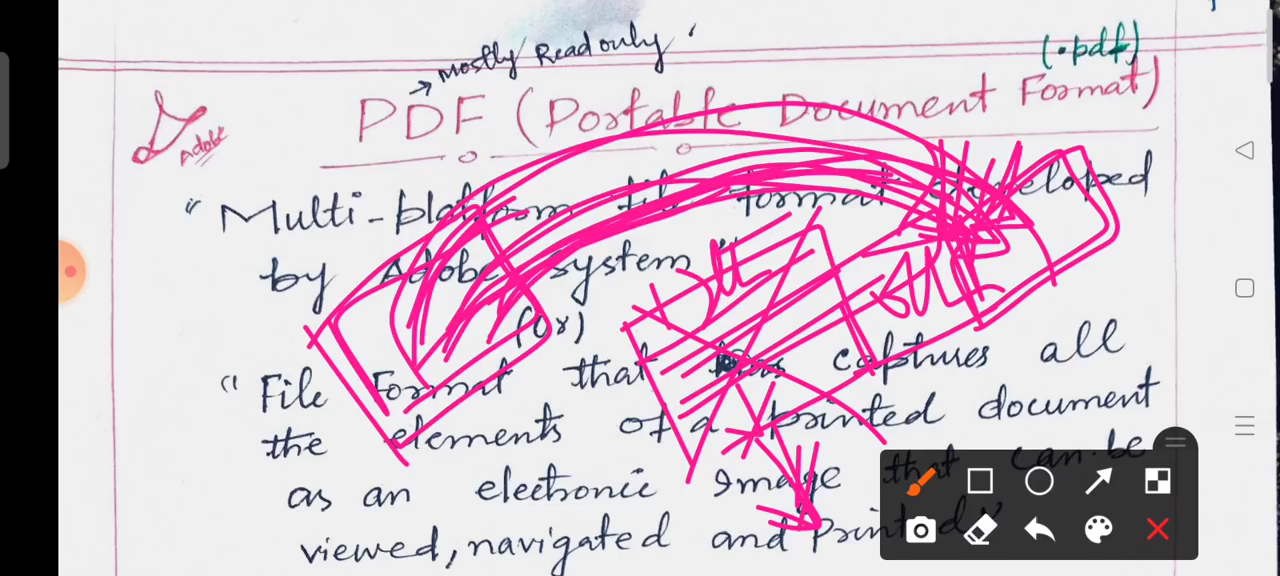 → Mostly Read only
(.pdf)
PDF (Portable Document Format)
Adobe
" Multi-platform file format developed
by Adobe system "
(or)
" File Format that captures all
the elements of a printed document
as an electronic Image that can be
viewed, navigated and Printed "